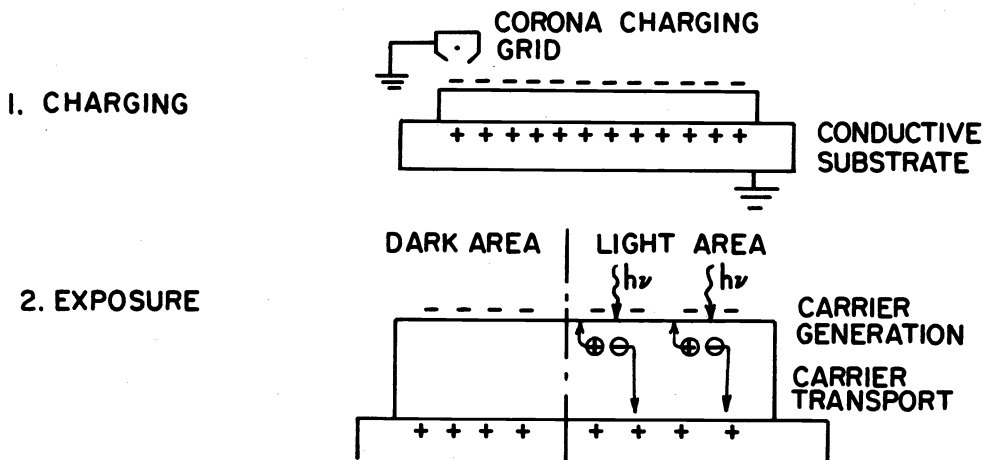 CORONA CHARGING
GRID
1. CHARGING
– – – – – – – – – – – –
+ + + + + + + + + + + +
CONDUCTIVE
SUBSTRATE
DARK AREA
LIGHT AREA
hν hν
2. EXPOSURE
– – – – – – – –
CARRIER
GENERATION
+ – + –
CARRIER
TRANSPORT
+ + + + + + + +